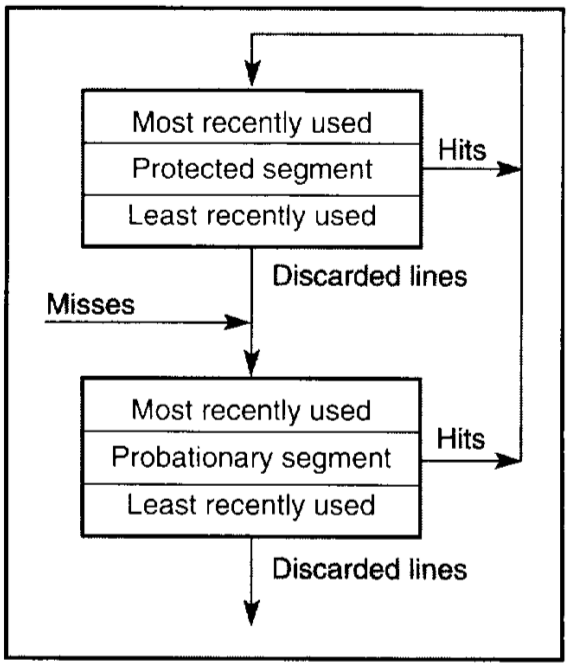 Most recently used
Hits
Protected segment
Least recently used
Discarded lines
Misses
Most recently used
Hits
Probationary segment
Least recently used
Discarded lines